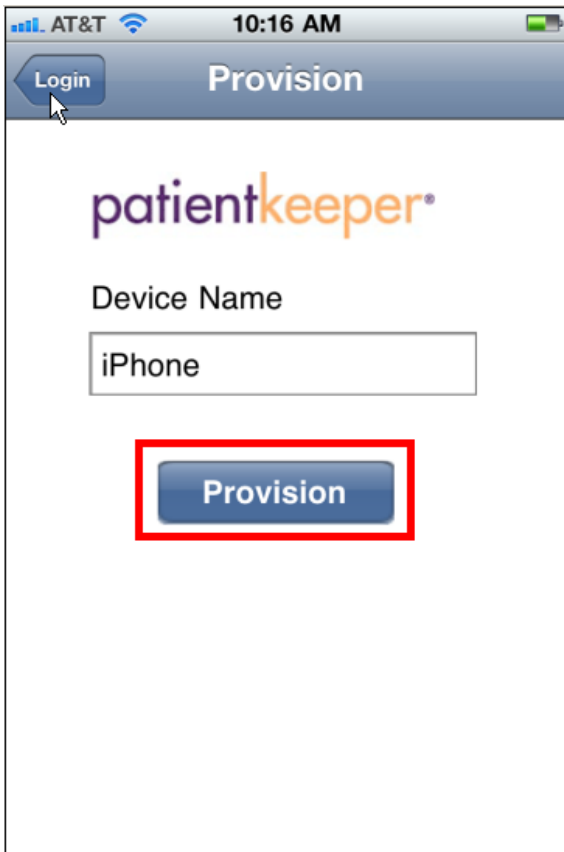 AT&T 10:16 AM
Login Provision
patientkeeper®
Device Name
iPhone
Provision